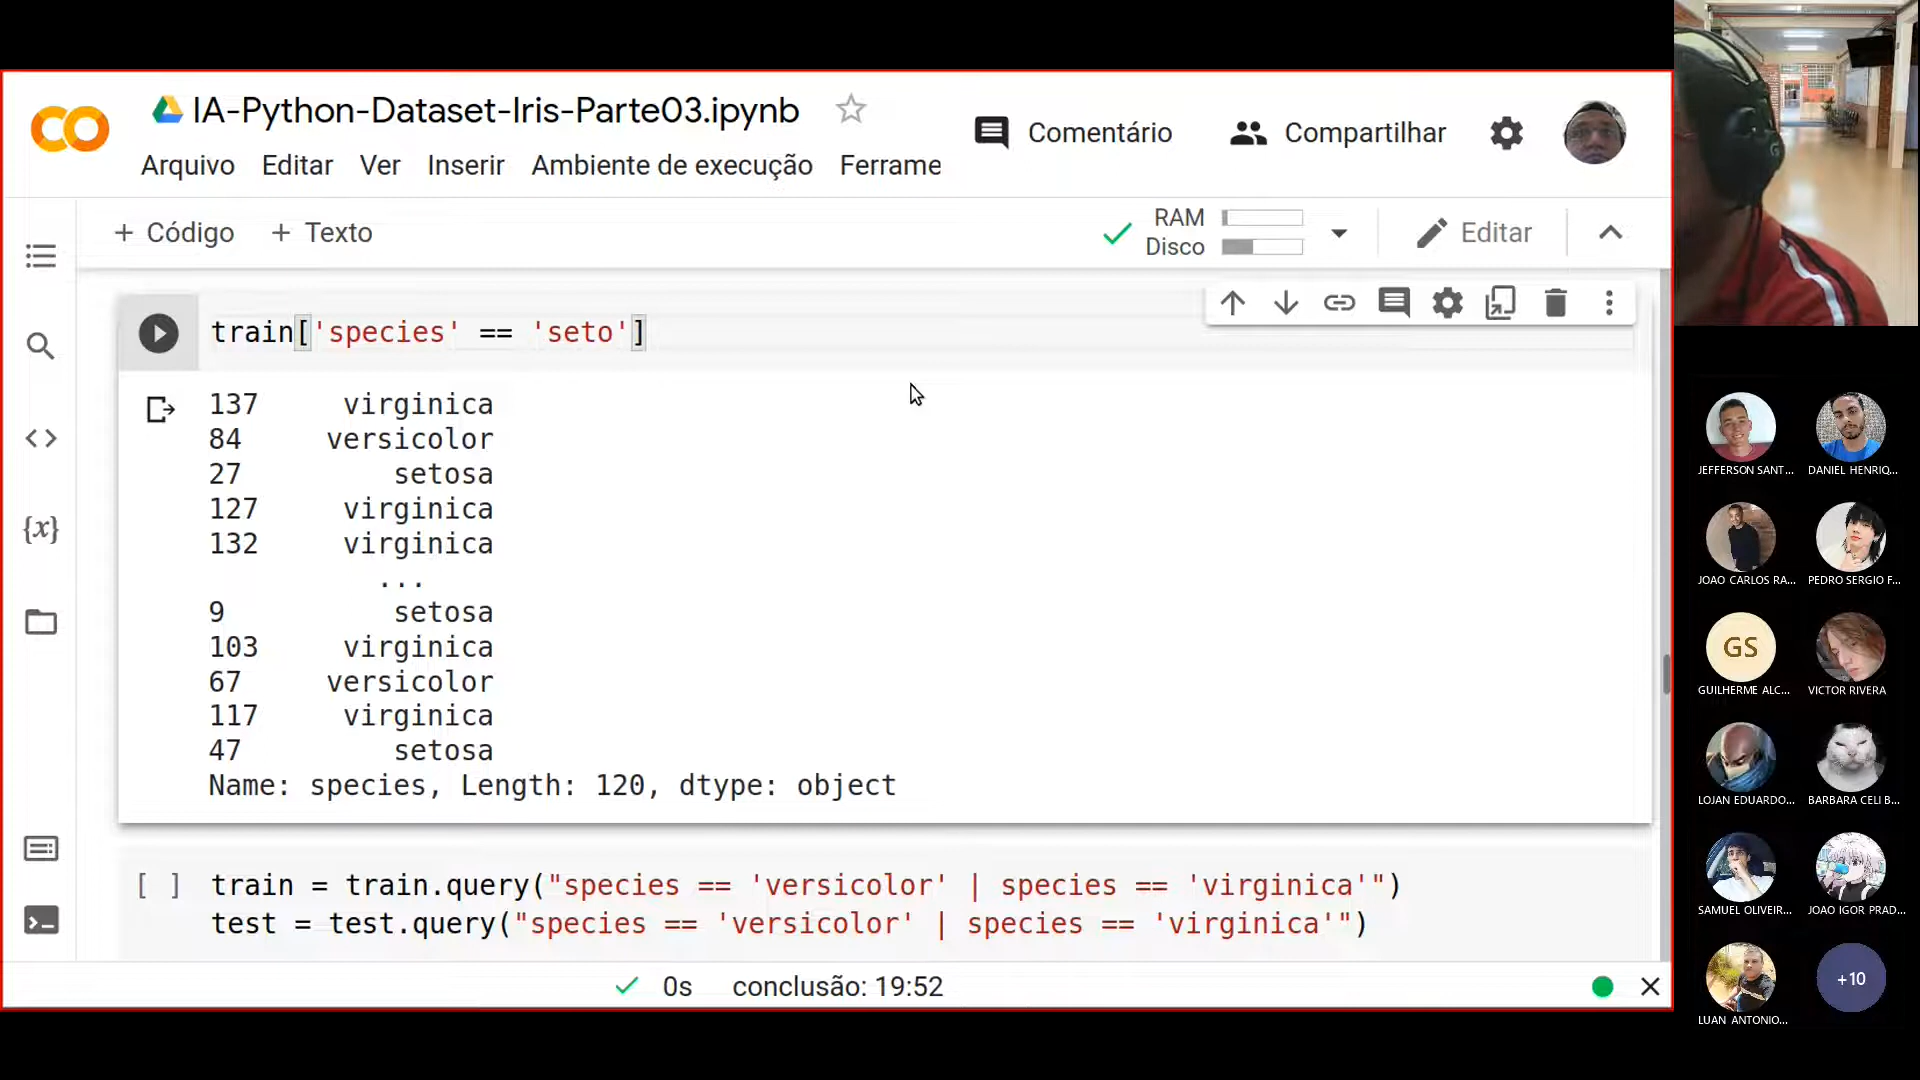 IA-Python-Dataset-Iris-Parte03.ipynb
Comentário
Compartilhar
Arquivo Editar Ver Inserir Ambiente de execução Ferrame
+ Código + Texto
RAM
Disco
Editar
train['species' == 'seto']
137 virginica
84 versicolor
27 setosa
127 virginica
132 virginica
...
9 setosa
103 virginica
67 versicolor
117 virginica
47 setosa
Name: species, Length: 120, dtype: object
[ ] train = train.query("species == 'versicolor' | species == 'virginica'")
test = test.query("species == 'versicolor' | species == 'virginica'")
0s conclusão: 19:52
JEFFERSON SANT...
DANIEL HENRIQ...
JOAO CARLOS RA...
PEDRO SERGIO F...
GS
GUILHERME ALC...
VICTOR RIVERA
LOJAN EDUARDO...
BARBARA CELI B...
SAMUEL OLIVEIR...
JOAO IGOR PRAD...
+10
LUAN ANTONIO...